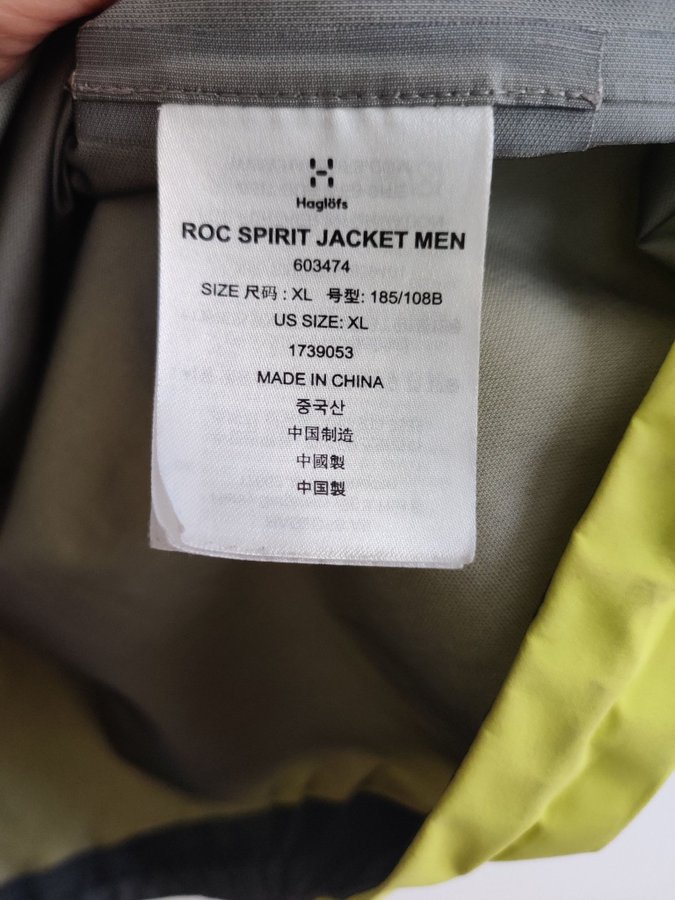 Haglöfs
ROC SPIRIT JACKET MEN
603474
SIZE 尺码 : XL 号型: 185/108B
US SIZE: XL
1739053
MADE IN CHINA
중국산
中国制造
中國製
中国製